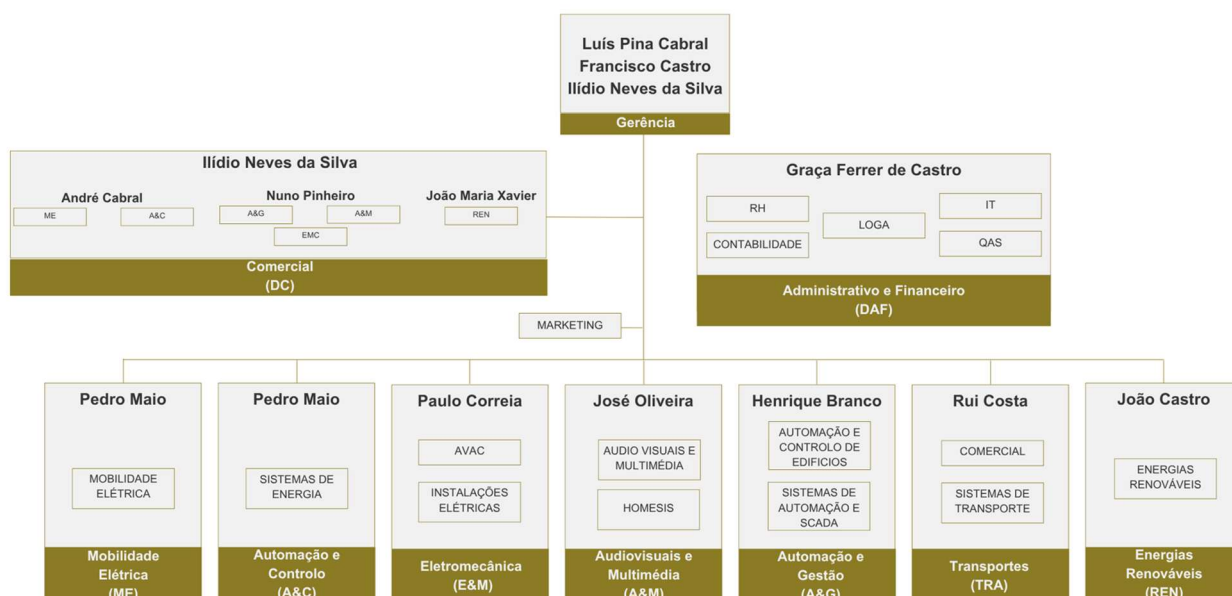 Luís Pina Cabral
Francisco Castro
Ilídio Neves da Silva
Gerência
Ilídio Neves da Silva
André Cabral
ME
A&C
Nuno Pinheiro
A&G
A&M
EMC
João Maria Xavier
REN
Comercial
(DC)
Graça Ferrer de Castro
RH
CONTABILIDADE
LOGA
IT
QAS
Administrativo e Financeiro
(DAF)
MARKETING
Pedro Maio
MOBILIDADE
ELÉTRICA
Mobilidade
Elétrica
(ME)
Pedro Maio
SISTEMAS DE
ENERGIA
Automação e
Controlo
(A&C)
Paulo Correia
AVAC
INSTALAÇÕES
ELÉTRICAS
Eletromecânica
(E&M)
José Oliveira
AUDIO VISUAIS E
MULTIMÉDIA
HOMESIS
Audiovisuais e
Multimédia
(A&M)
Henrique Branco
AUTOMAÇÃO E
CONTROLO DE
EDIFICIOS
SISTEMAS DE
AUTOMAÇÃO E
SCADA
Automação e
Gestão
(A&G)
Rui Costa
COMERCIAL
SISTEMAS DE
TRANSPORTE
Transportes
(TRA)
João Castro
ENERGIAS
RENOVÁVEIS
Energias
Renováveis
(REN)